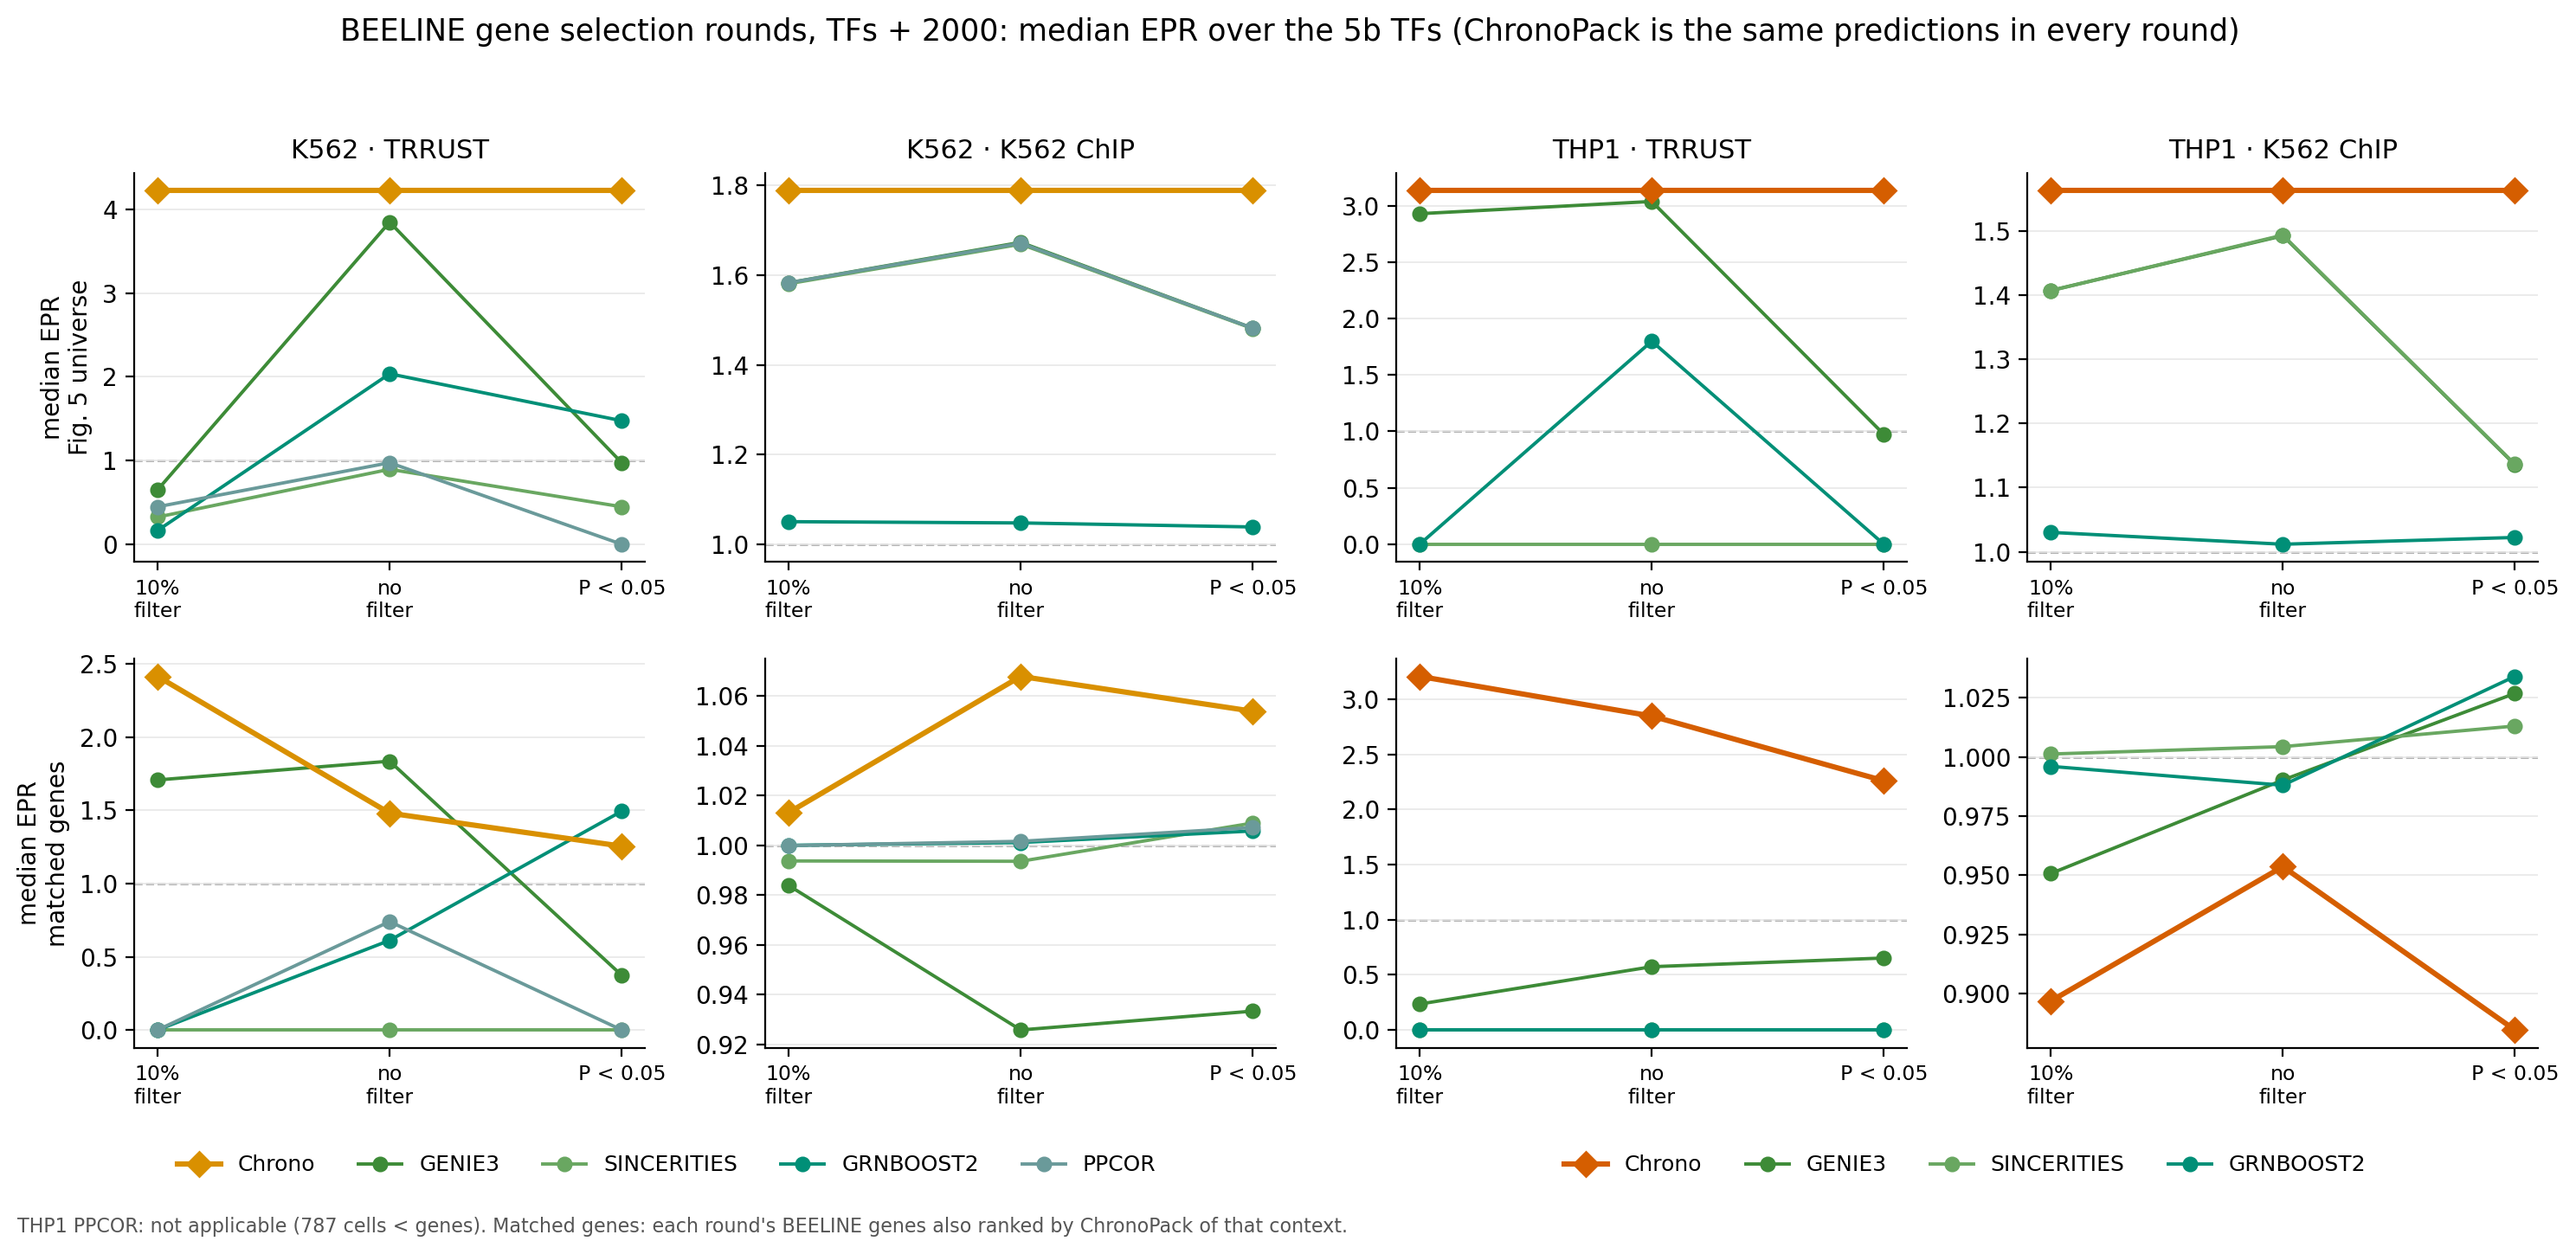 BEELINE gene selection rounds, TFs + 2000: median EPR over the 5b TFs (ChronoPack is the same predictions in every round)
K562 · TRRUST
K562 · K562 ChIP
THP1 · TRRUST
THP1 · K562 ChIP
median EPR
Fig. 5 universe
4
3
2
1
0
10%
filter
no
filter
P < 0.05
1.8
1.6
1.4
1.2
1.0
10%
filter
no
filter
P < 0.05
3.0
2.5
2.0
1.5
1.0
0.5
0.0
10%
filter
no
filter
P < 0.05
1.5
1.4
1.3
1.2
1.1
1.0
10%
filter
no
filter
P < 0.05
median EPR
matched genes
2.5
2.0
1.5
1.0
0.5
0.0
10%
filter
no
filter
P < 0.05
1.06
1.04
1.02
1.00
0.98
0.96
0.94
0.92
10%
filter
no
filter
P < 0.05
3.0
2.5
2.0
1.5
1.0
0.5
0.0
10%
filter
no
filter
P < 0.05
1.025
1.000
0.975
0.950
0.925
0.900
10%
filter
no
filter
P < 0.05
Chrono GENIE3 SINCERITIES GRNBOOST2 PPCOR
Chrono GENIE3 SINCERITIES GRNBOOST2
THP1 PPCOR: not applicable (787 cells < genes). Matched genes: each round's BEELINE genes also ranked by ChronoPack of that context.